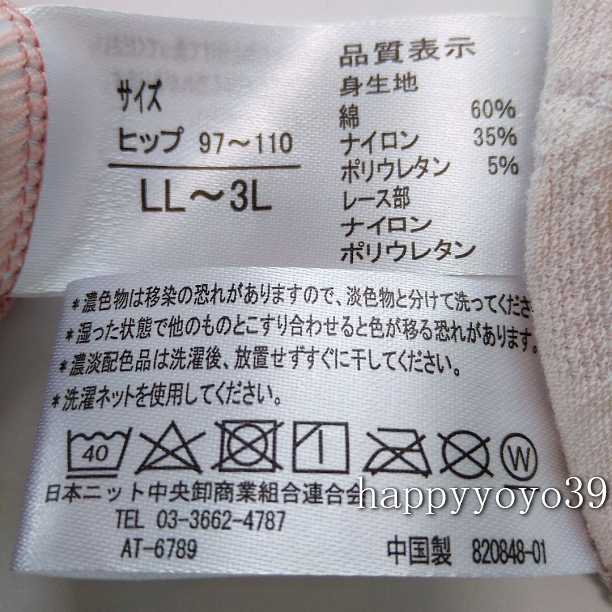 サイズ
ヒップ 97〜110
LL〜3L
品質表示
身生地
綿 60%
ナイロン 35%
ポリウレタン 5%
レース部
ナイロン
ポリウレタン
*濃色物は移染の恐れがありますので、淡色物と分けて洗ってくださ
*湿った状態で他のものとこすり合わせると色が移る恐れがあります。
*濃淡配色品は洗濯後、放置せずすぐに干してください。
*洗濯ネットを使用してください。
40 W
日本ニット中央卸商業組合連合会
happyyoyo39
TEL 03-3662-4787
AT-6789
中国製 820848-01